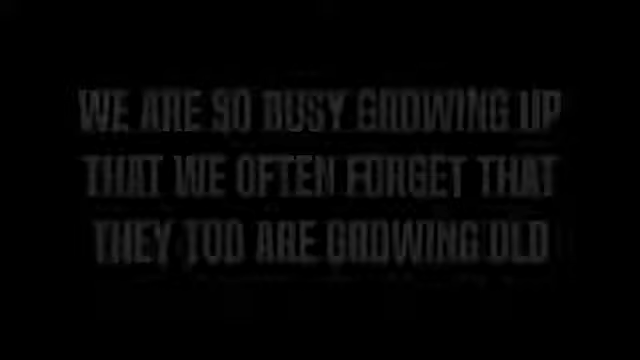 WE ARE SO BUSY GROWING UP
THAT WE OFTEN FORGET THAT
THEY TOO ARE GROWING OLD